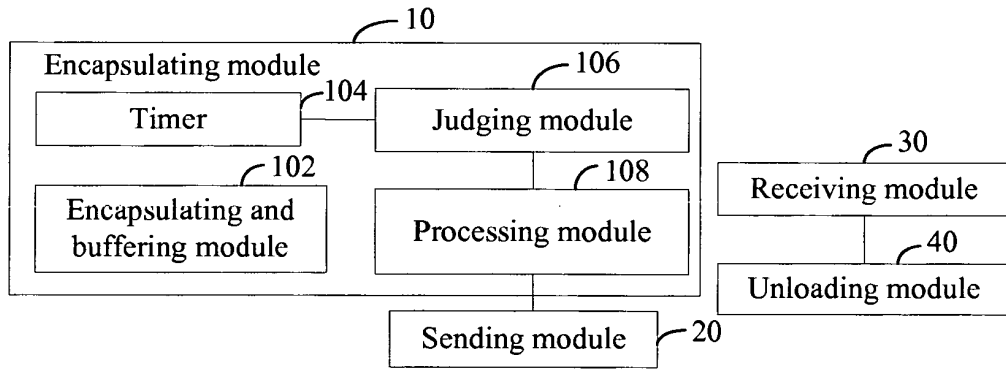 10
Encapsulating module
104
106
Timer
Judging module
102
108
30
Encapsulating and
buffering module
Processing module
Receiving module
40
Unloading module
Sending module
20